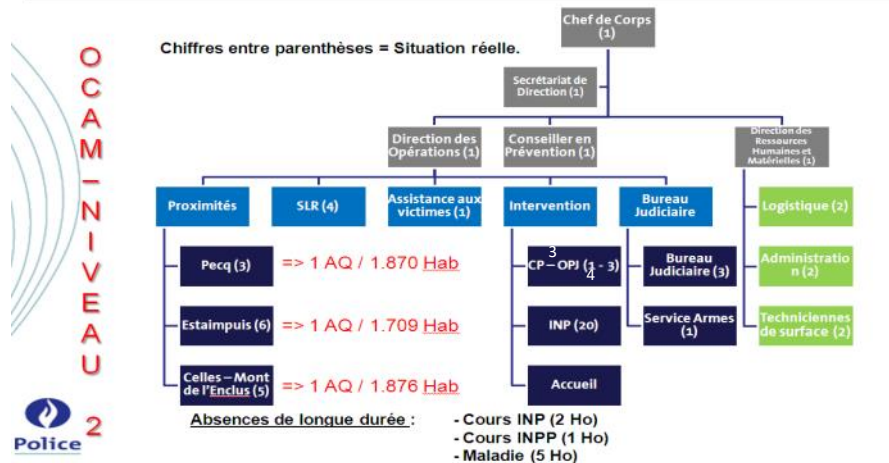 O
C
A
M
–
N
I
V
E
A
U
2
Police
Chiffres entre parenthèses = Situation réelle.
Chef de Corps
(1)
Secrétariat de
Direction (1)
Direction des
Opérations (1)
Conseiller en
Prévention (1)
Direction des
Ressources
Humaines et
Matérielles (1)
Proximités
SLR (4)
Assistance aux
victimes (1)
Intervention
Bureau
Judiciaire
Logistique (2)
Pecq (3)
=> 1 AQ / 1.870 Hab
3
CP – OPJ (1 - 3)
4
Bureau
Judiciaire (3)
Administratio
n (2)
Estaimpuis (6)
=> 1 AQ / 1.709 Hab
INP (20)
Service Armes
(1)
Techniciennes
de surface (2)
Celles – Mont
de l'Enclus (5)
=> 1 AQ / 1.876 Hab
Accueil
Absences de longue durée :
- Cours INP (2 Ho)
- Cours INPP (1 Ho)
- Maladie (5 Ho)